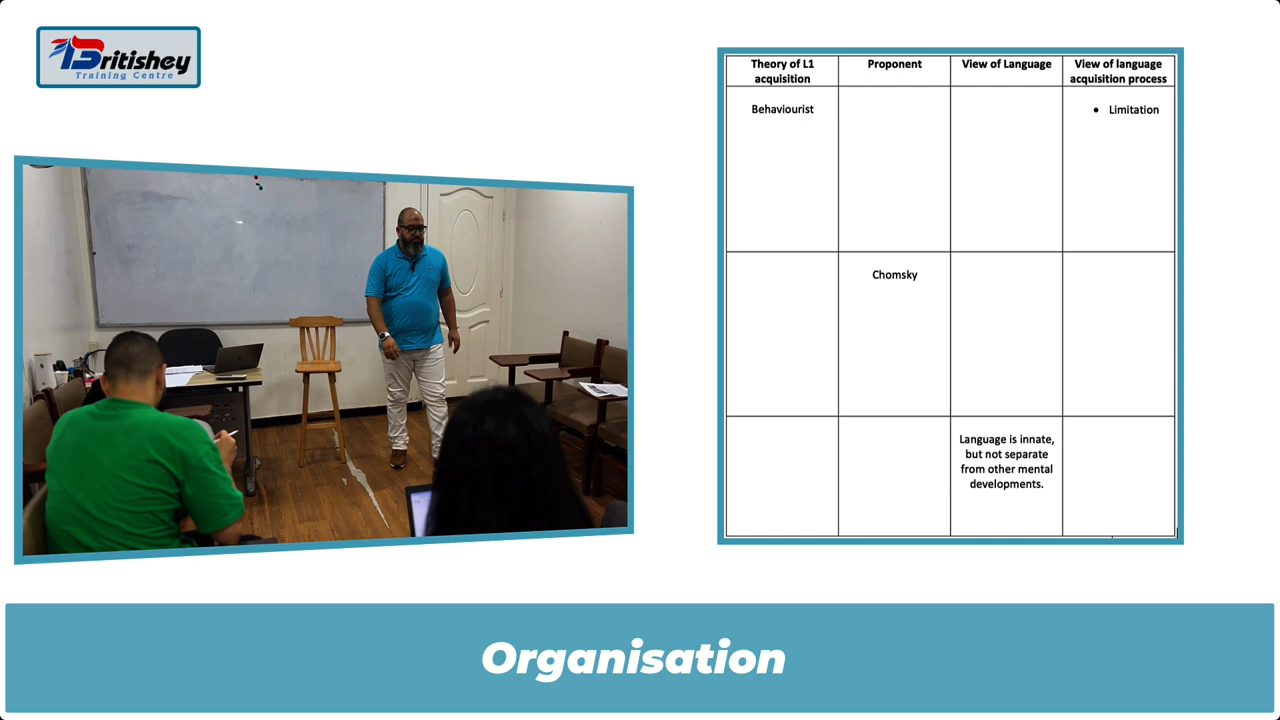 Britishey
Training Centre
Theory of L1
acquisition
Proponent
View of Language
View of language
acquisition process
Behaviourist
• Limitation
Chomsky
Language is innate,
but not separate
from other mental
developments.
Organisation